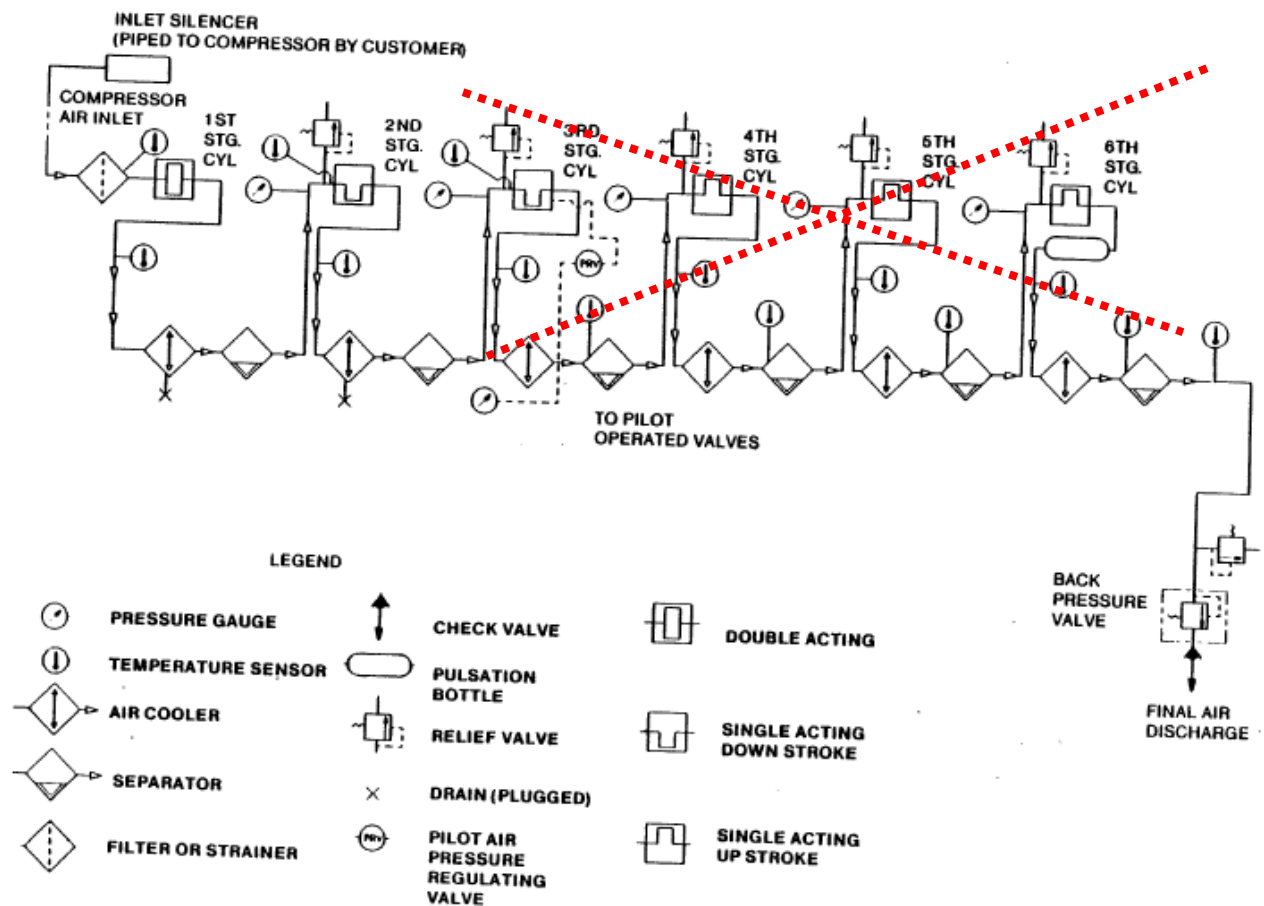 INLET SILENCER
(PIPED TO COMPRESSOR BY CUSTOMER)
COMPRESSOR
AIR INLET
1ST
STG.
CYL
2ND
STG.
CYL
3RD
STG.
CYL
4TH
STG.
CYL
5TH
STG.
CYL
6TH
STG.
CYL
PRV
TO PILOT
OPERATED VALVES
BACK
PRESSURE
VALVE
FINAL AIR
DISCHARGE
LEGEND
PRESSURE GAUGE
TEMPERATURE SENSOR
AIR COOLER
SEPARATOR
FILTER OR STRAINER
CHECK VALVE
PULSATION
BOTTLE
RELIEF VALVE
DRAIN (PLUGGED)
PRV
PILOT AIR
PRESSURE
REGULATING
VALVE
DOUBLE ACTING
SINGLE ACTING
DOWN STROKE
SINGLE ACTING
UP STROKE